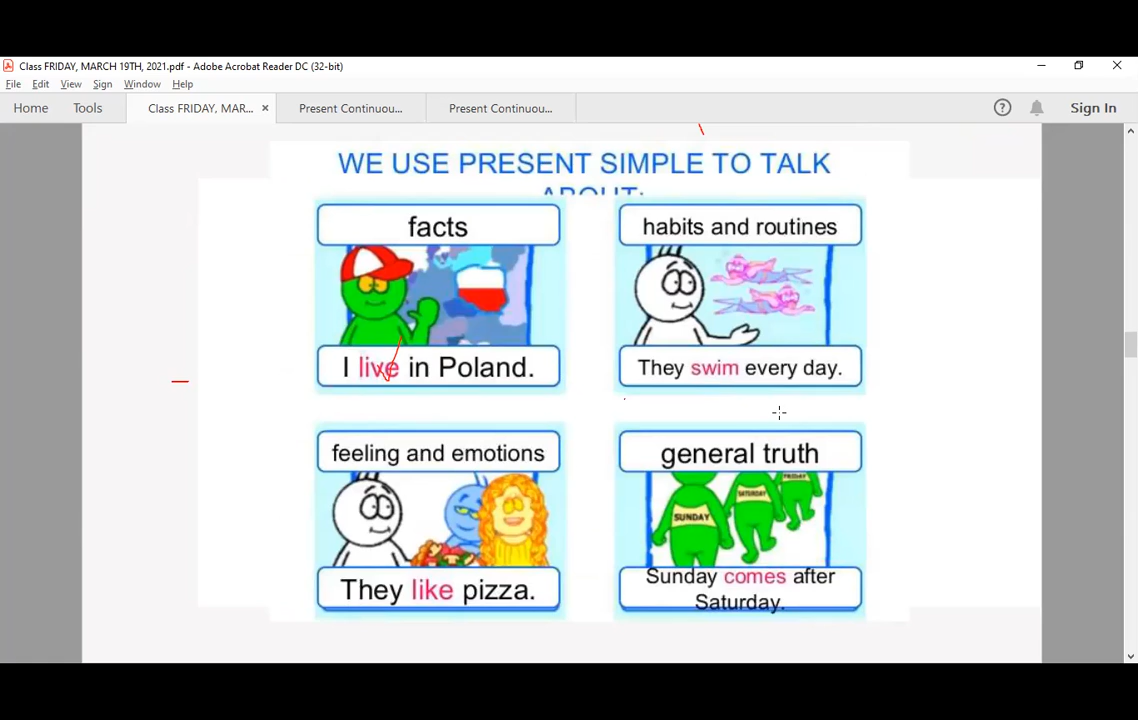 Class FRIDAY, MARCH 19TH, 2021.pdf - Adobe Acrobat Reader DC (32-bit)
File Edit View Sign Window Help
Home Tools Class FRIDAY, MAR... × Present Continuou... Present Continuou... Sign In
WE USE PRESENT SIMPLE TO TALK
ABOUT:
facts
I live in Poland.
habits and routines
They swim every day.
feeling and emotions
They like pizza.
general truth
SUNDAY
SATURDAY
FRIDAY
Sunday comes after
Saturday.